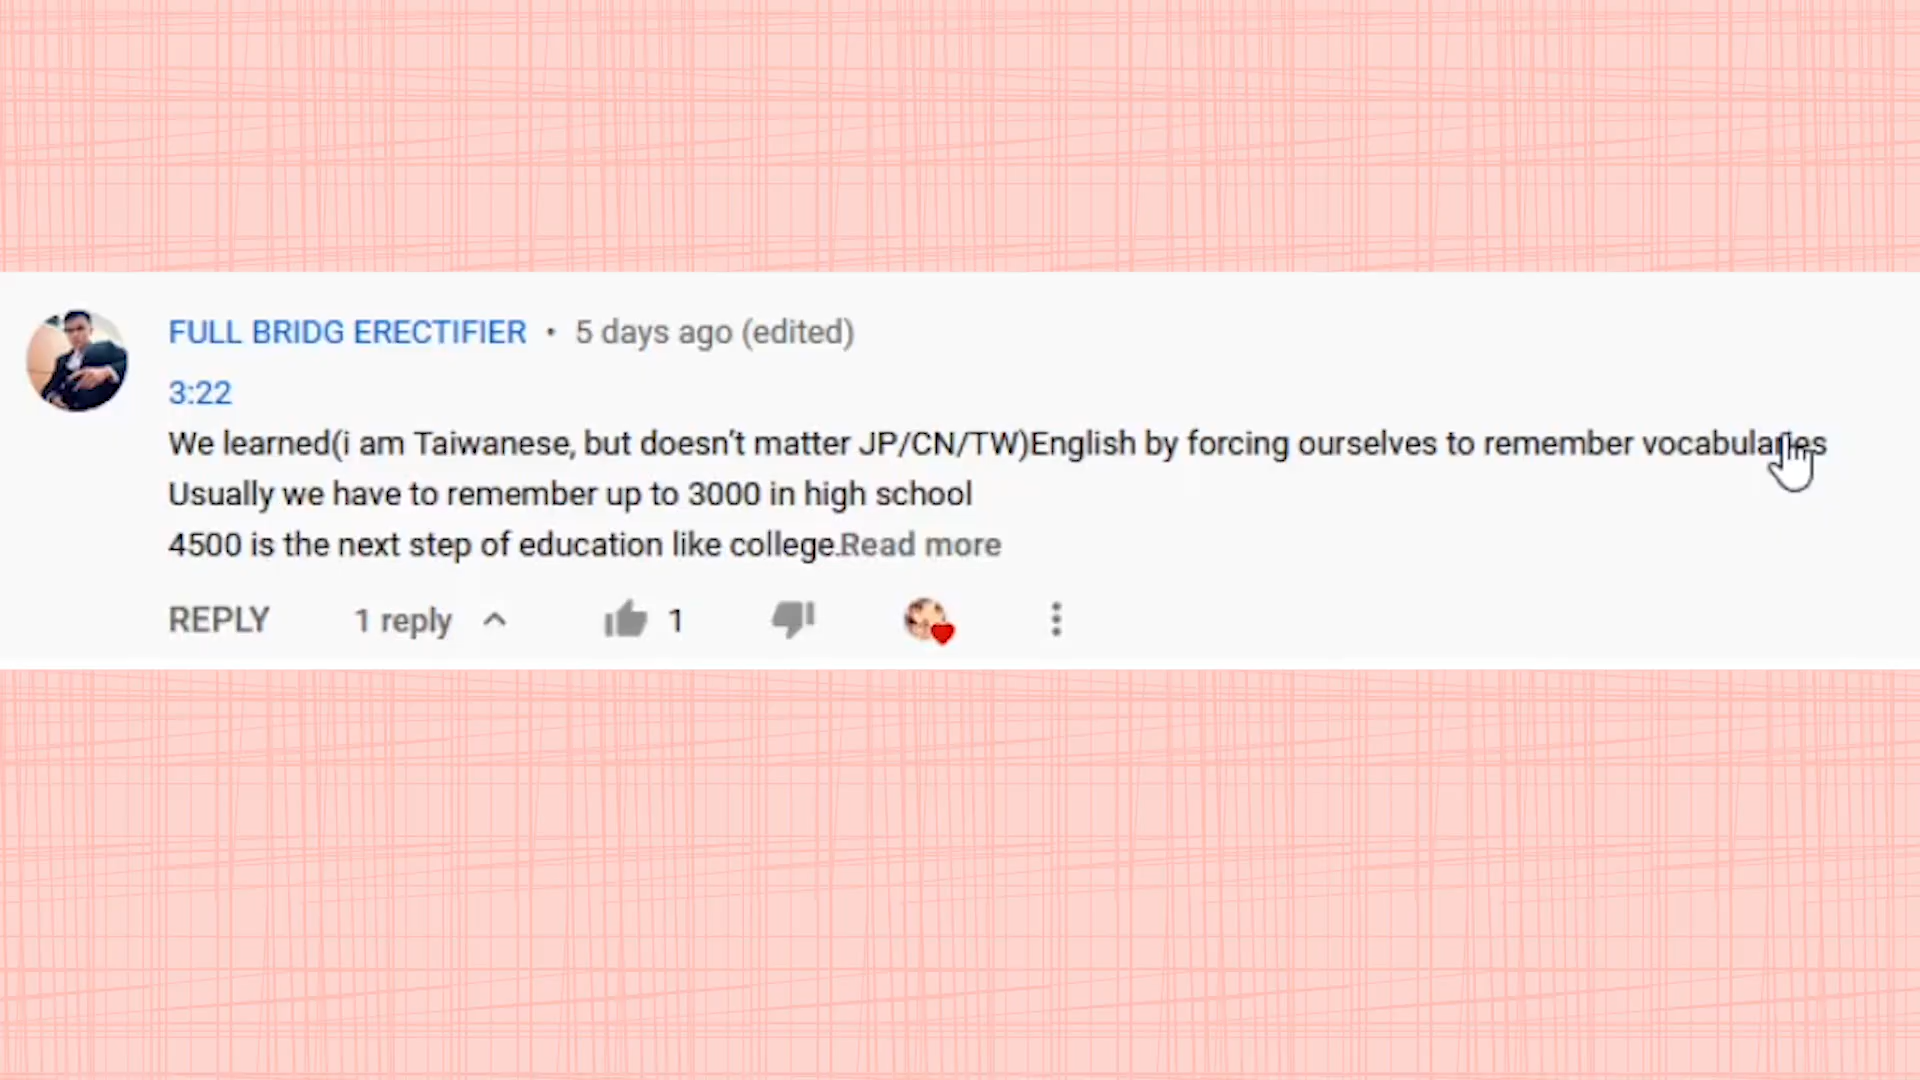 FULL BRIDG ERECTIFIER • 5 days ago (edited)
3:22
We learned(i am Taiwanese, but doesn't matter JP/CN/TW)English by forcing ourselves to remember vocabularies
Usually we have to remember up to 3000 in high school
4500 is the next step of education like college.Read more
REPLY 1 reply 1